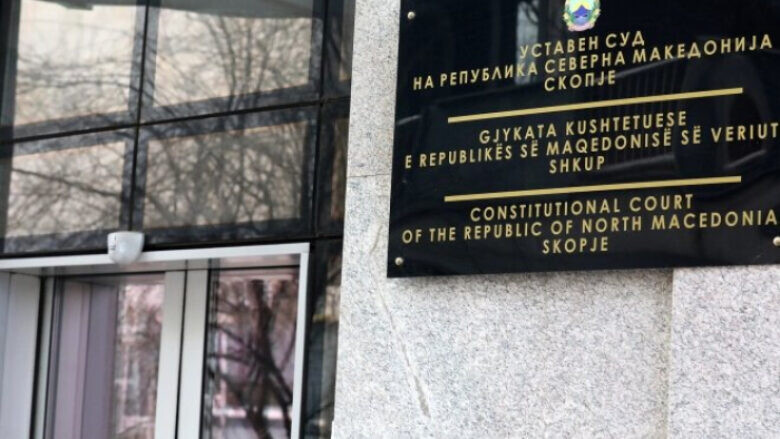 УСТАВЕН СУД
НА РЕПУБЛИКА СЕВЕРНА МАКЕДОНИЈА
СКОПЈЕ
GJYKATA KUSHTETUESE
E REPUBLIKËS SË MAQEDONISË SË VERIUT
SHKUP
CONSTITUTIONAL COURT
OF THE REPUBLIC OF NORTH MACEDONIA
SKOPJE